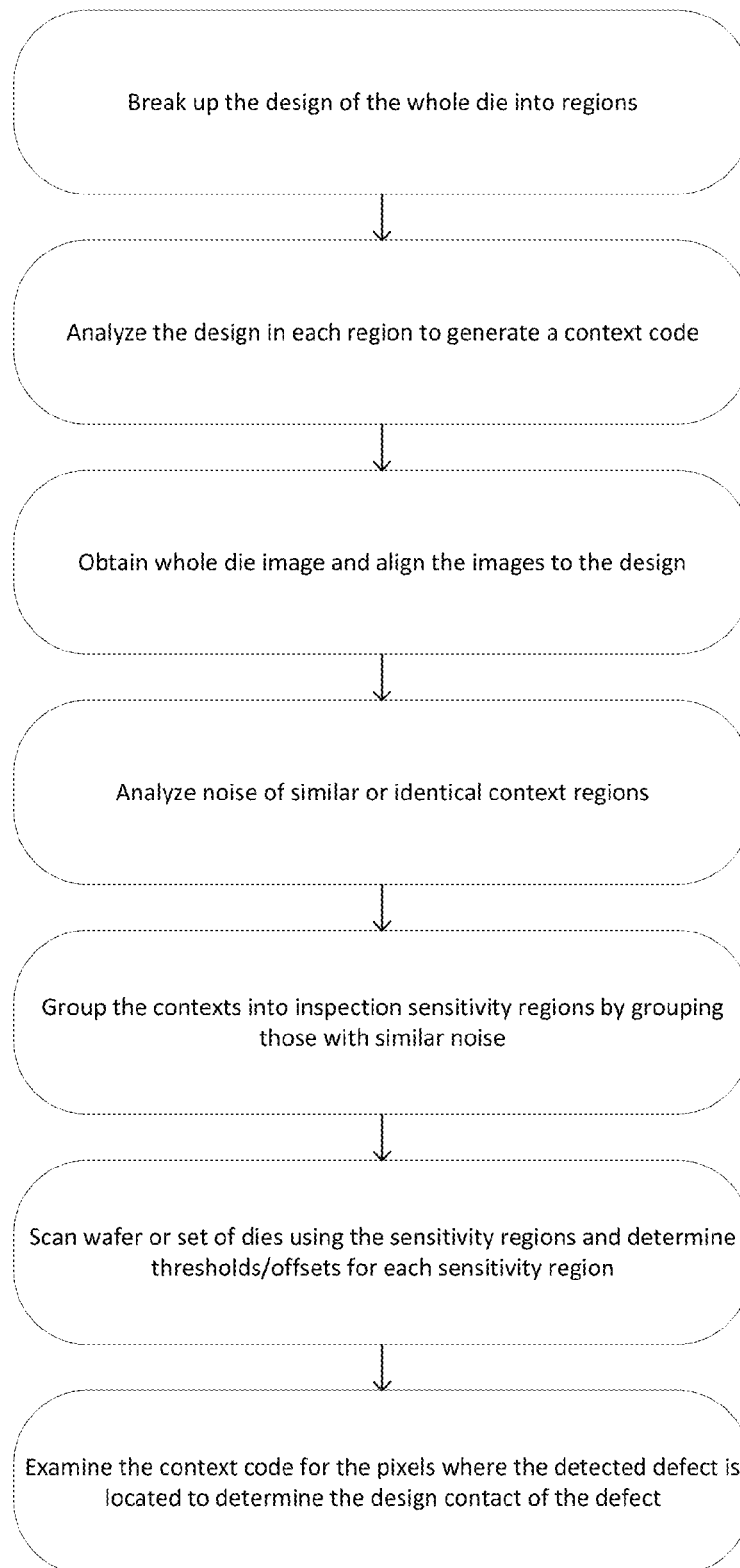 Break up the design of the whole die into regions
Analyze the design in each region to generate a context code
Obtain whole die image and align the images to the design
Analyze noise of similar or identical context regions
Group the contexts into inspection sensitivity regions by grouping
those with similar noise
Scan wafer or set of dies using the sensitivity regions and determine
thresholds/offsets for each sensitivity region
Examine the context code for the pixels where the detected defect is
located to determine the design contact of the defect